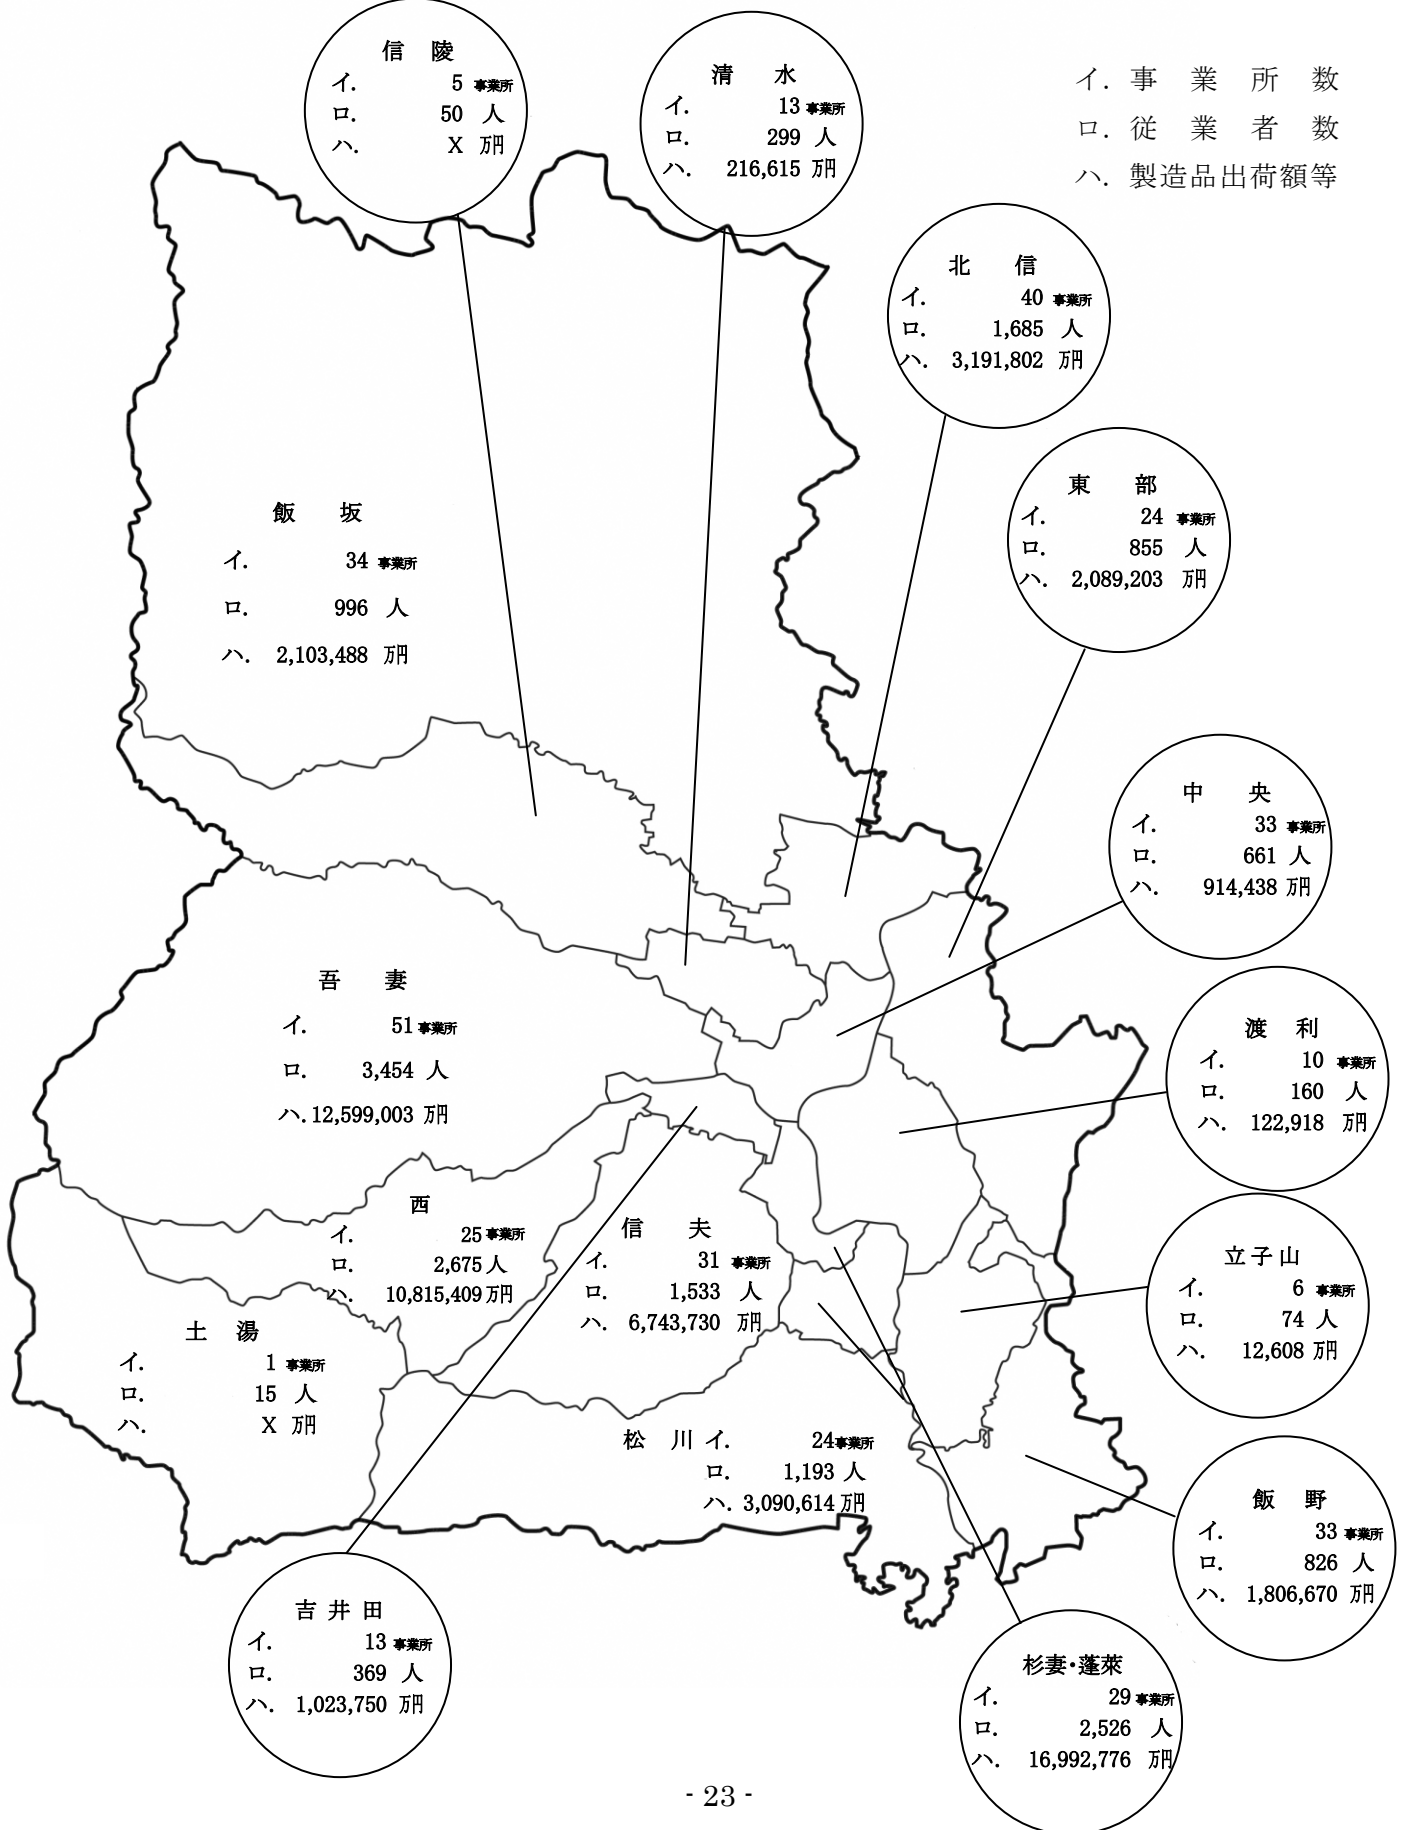 イ．事業所数
ロ．従業者数
ハ．製造品出荷額等
信陵
イ． 5 事業所
ロ． 50 人
ハ． X 万円
清水
イ． 13 事業所
ロ． 299 人
ハ． 216,615 万円
北信
イ． 40 事業所
ロ． 1,685 人
ハ． 3,191,802 万円
東部
イ． 24 事業所
ロ． 855 人
ハ． 2,089,203 万円
飯坂
イ． 34 事業所
ロ． 996 人
ハ． 2,103,488 万円
中央
イ． 33 事業所
ロ． 661 人
ハ． 914,438 万円
吾妻
イ． 51 事業所
ロ． 3,454 人
ハ．12,599,003 万円
渡利
イ． 10 事業所
ロ． 160 人
ハ． 122,918 万円
西
イ． 25 事業所
ロ． 2,675 人
ハ． 10,815,409 万円
信夫
イ． 31 事業所
ロ． 1,533 人
ハ． 6,743,730 万円
立子山
イ． 6 事業所
ロ． 74 人
ハ． 12,608 万円
土湯
イ． 1 事業所
ロ． 15 人
ハ． X 万円
松川 イ． 24 事業所
ロ． 1,193 人
ハ． 3,090,614 万円
飯野
イ． 33 事業所
ロ． 826 人
ハ． 1,806,670 万円
吉井田
イ． 13 事業所
ロ． 369 人
ハ． 1,023,750 万円
杉妻・蓬萊
イ． 29 事業所
ロ． 2,526 人
ハ． 16,992,776 万円
- 23 -